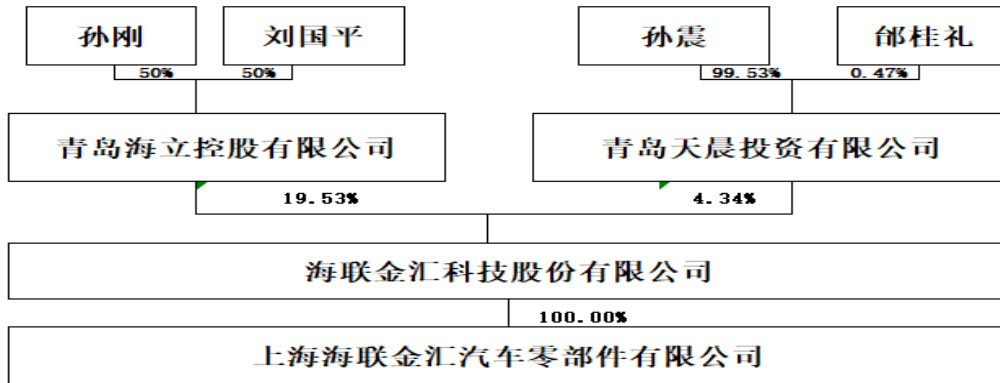 孙刚 刘国平 孙震 邰桂礼
50% 50% 99.53% 0.47%
青岛海立控股有限公司 青岛天晨投资有限公司
19.53% 4.34%
海联金汇科技股份有限公司
100.00%
上海海联金汇汽车零部件有限公司